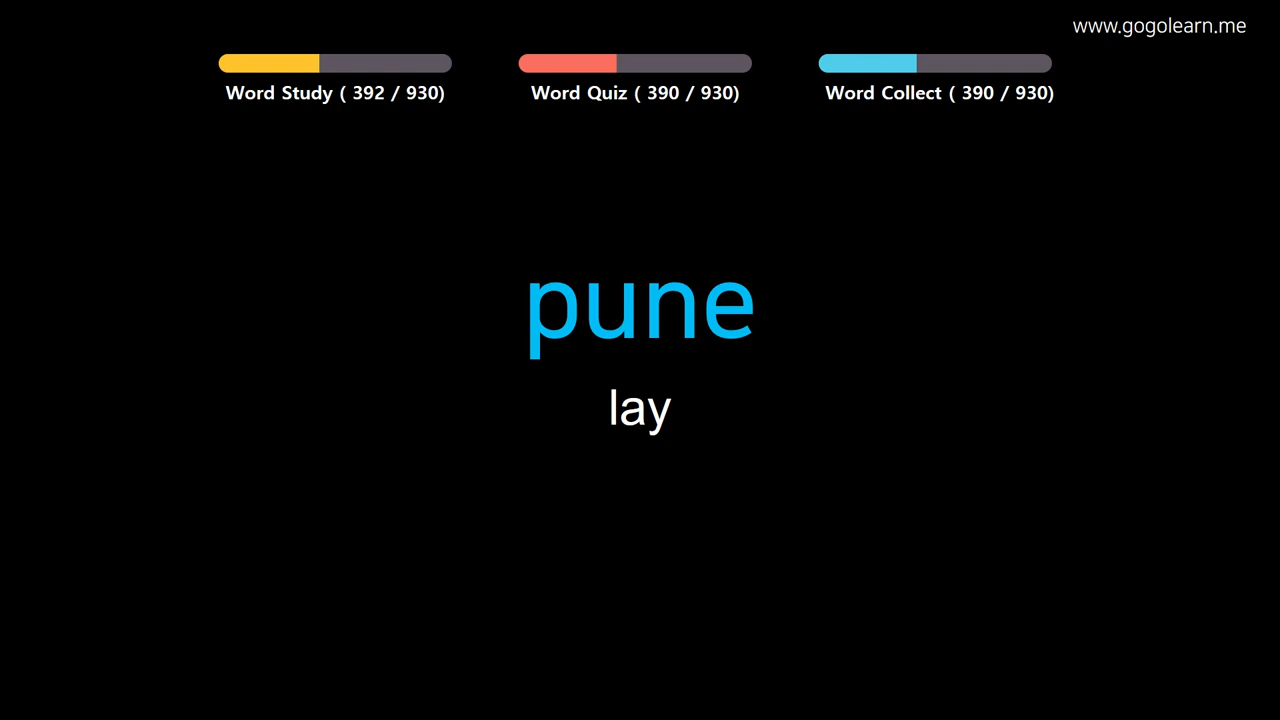 www.gogolearn.me
Word Study ( 392 / 930)
Word Quiz ( 390 / 930)
Word Collect ( 390 / 930)
pune
lay